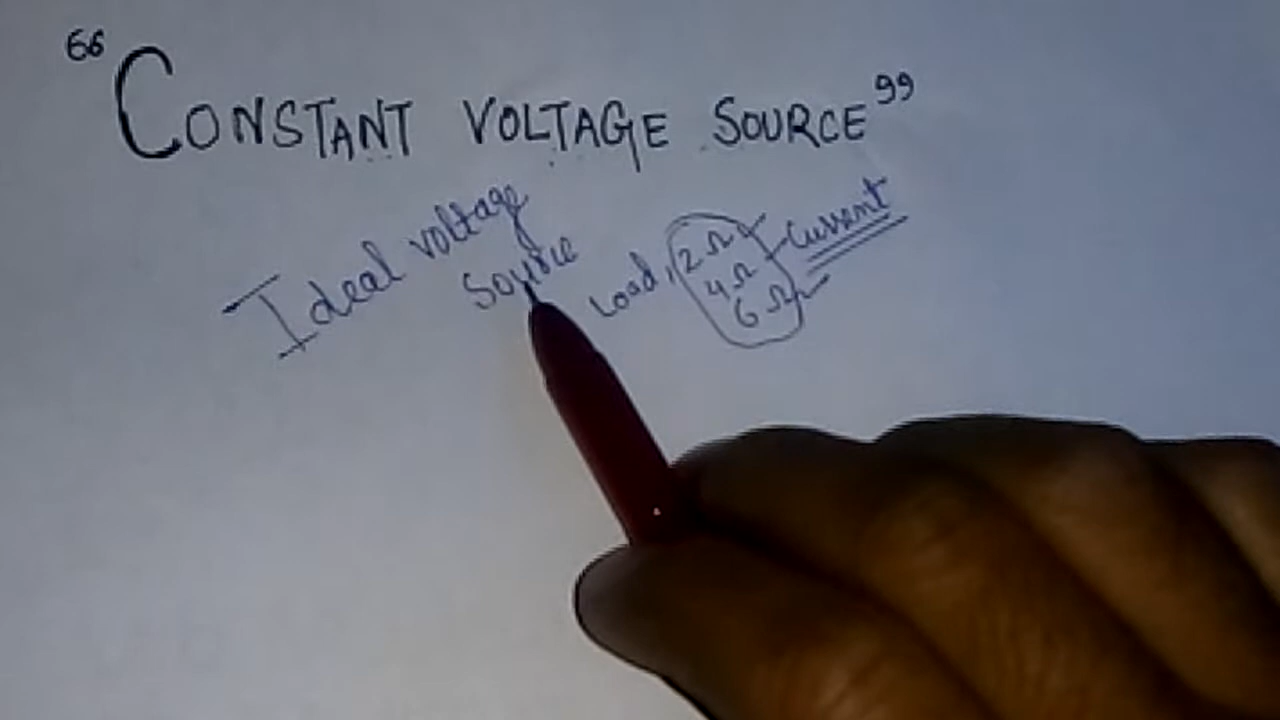 “CONSTANT VOLTAGE SOURCE”
Ideal voltage
source
Load, 2Ω
4Ω
6Ω
Current